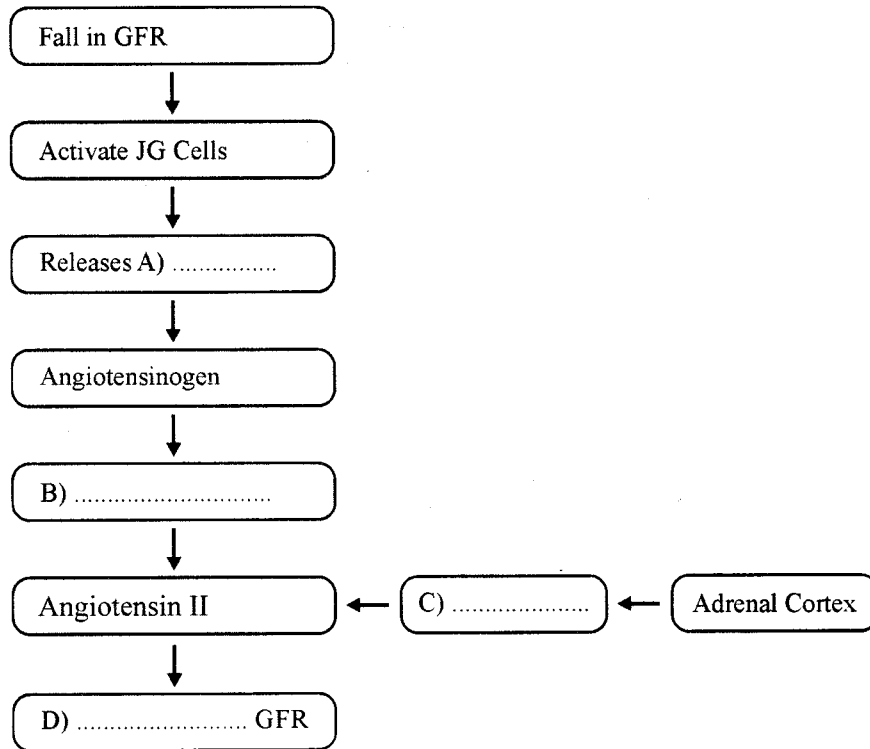 Fall in GFR
Activate JG Cells
Releases A) ................
Angiotensinogen
B) ..............................
Angiotensin II
C) .....................
Adrenal Cortex
D) .......................... GFR